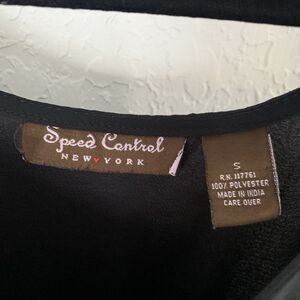 Speed Control
NEW♥YORK
S
R.N. 117761
100% POLYESTER
MADE IN INDIA
CARE OVER